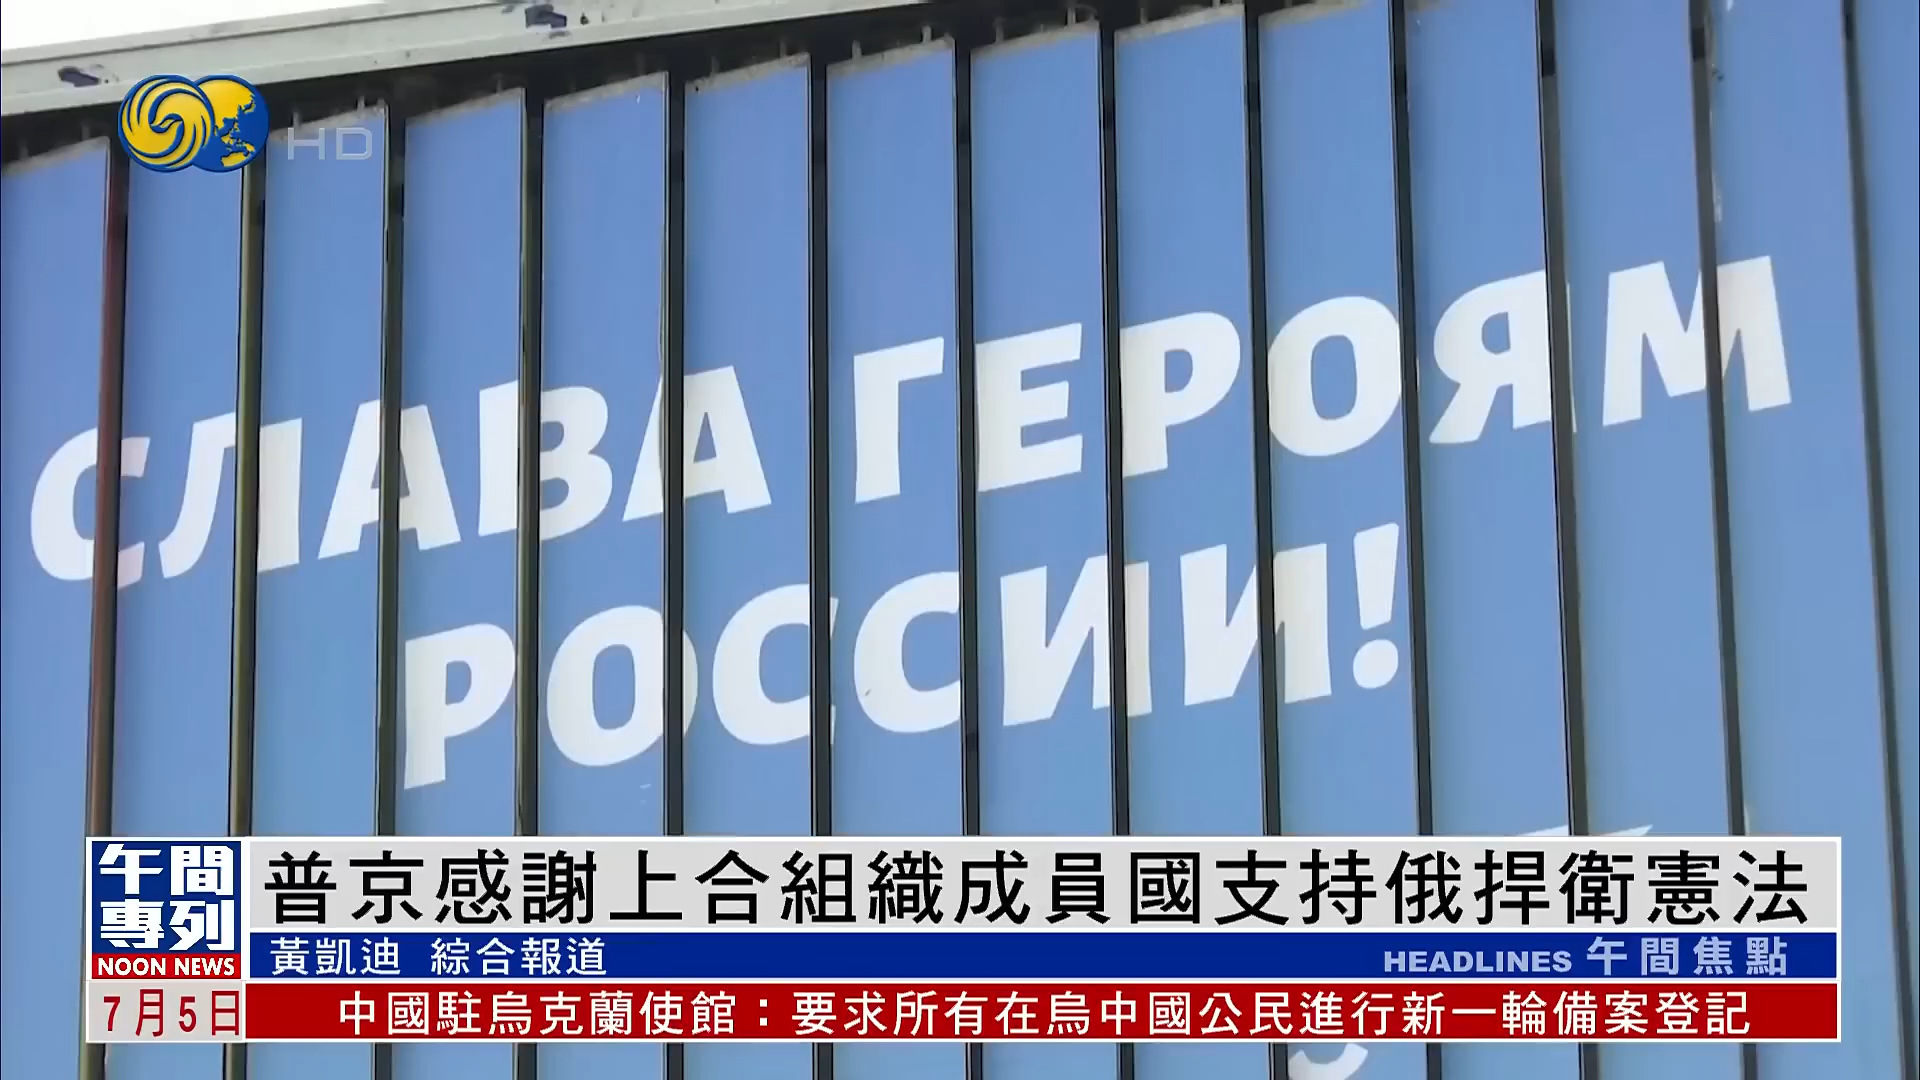 HD
СЛАВА ГЕРОЯМ
РОССИИ!
午間
專列
NOON NEWS
普京感謝上合組織成員國支持俄捍衛憲法
黃凱迪 綜合報道
HEADLINES 午間焦點
7月5日
中國駐烏克蘭使館：要求所有在烏中國公民進行新一輪備案登記